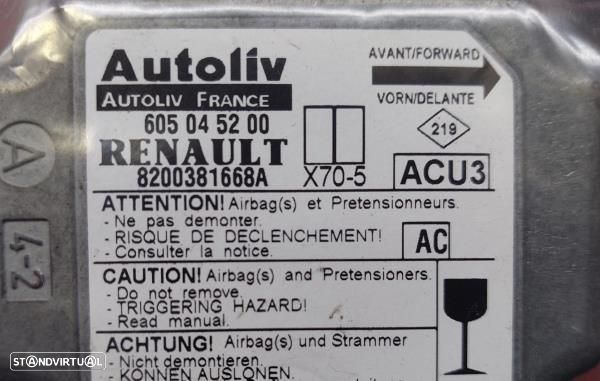 Autoliv
AUTOLIV FRANCE
605 04 52 00
RENAULT
8200381668A
AVANT/FORWARD
VORN/DELANTE
219
X70-5
ACU3
ATTENTION! Airbag(s) et Pretensionneurs.
- Ne pas demonter.
- RISQUE DE DECLENCHEMENT!
- Consulter la notice.
AC
CAUTION! Airbag(s) and Pretensioners.
- Do not remove.
- TRIGGERING HAZARD!
- Read manual.
ACHTUNG! Airbag(s) und Strammer
- Nicht demontieren.
- KONNEN AUSLONEN.
A
4-2
STANDVIRTUAL